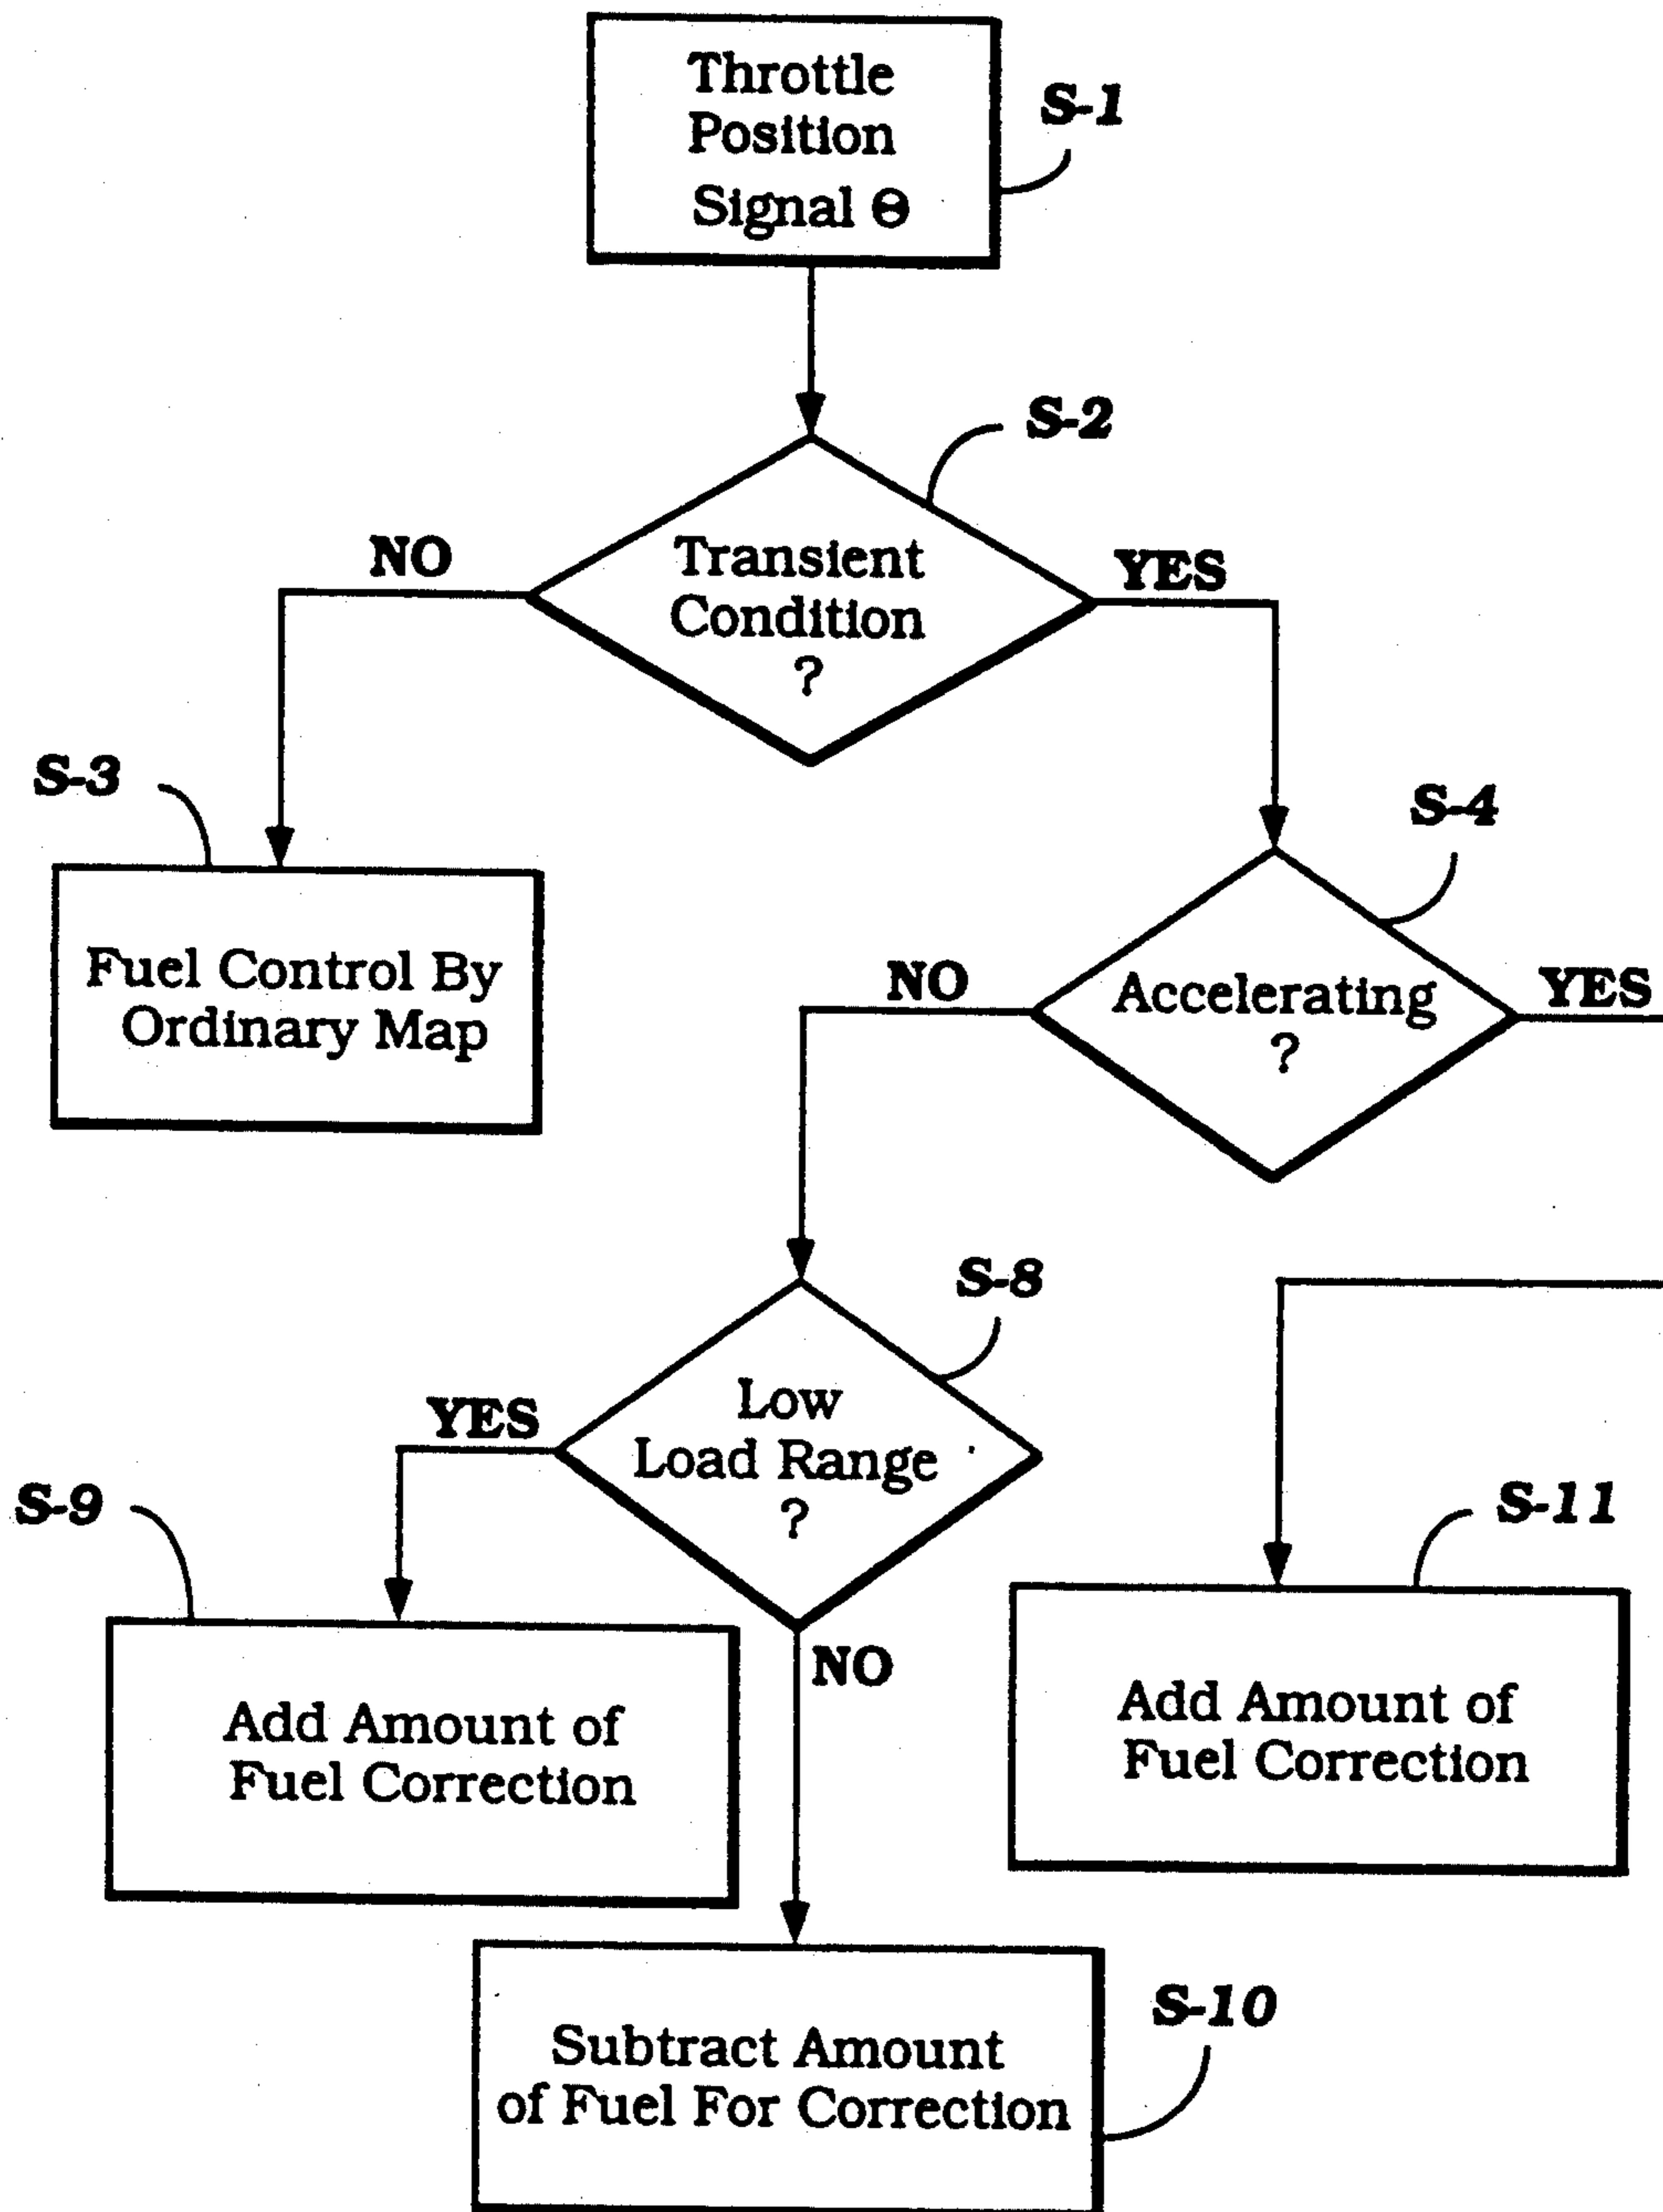 Throttle
Position
Signal Θ
S-1
S-2
NO
Transient
Condition
?
YES
S-3
S-4
Fuel Control By
Ordinary Map
NO
Accelerating
?
YES
S-8
YES
Low
Load Range
?
S-9
S-11
NO
Add Amount of
Fuel Correction
Add Amount of
Fuel Correction
S-10
Subtract Amount
of Fuel For Correction